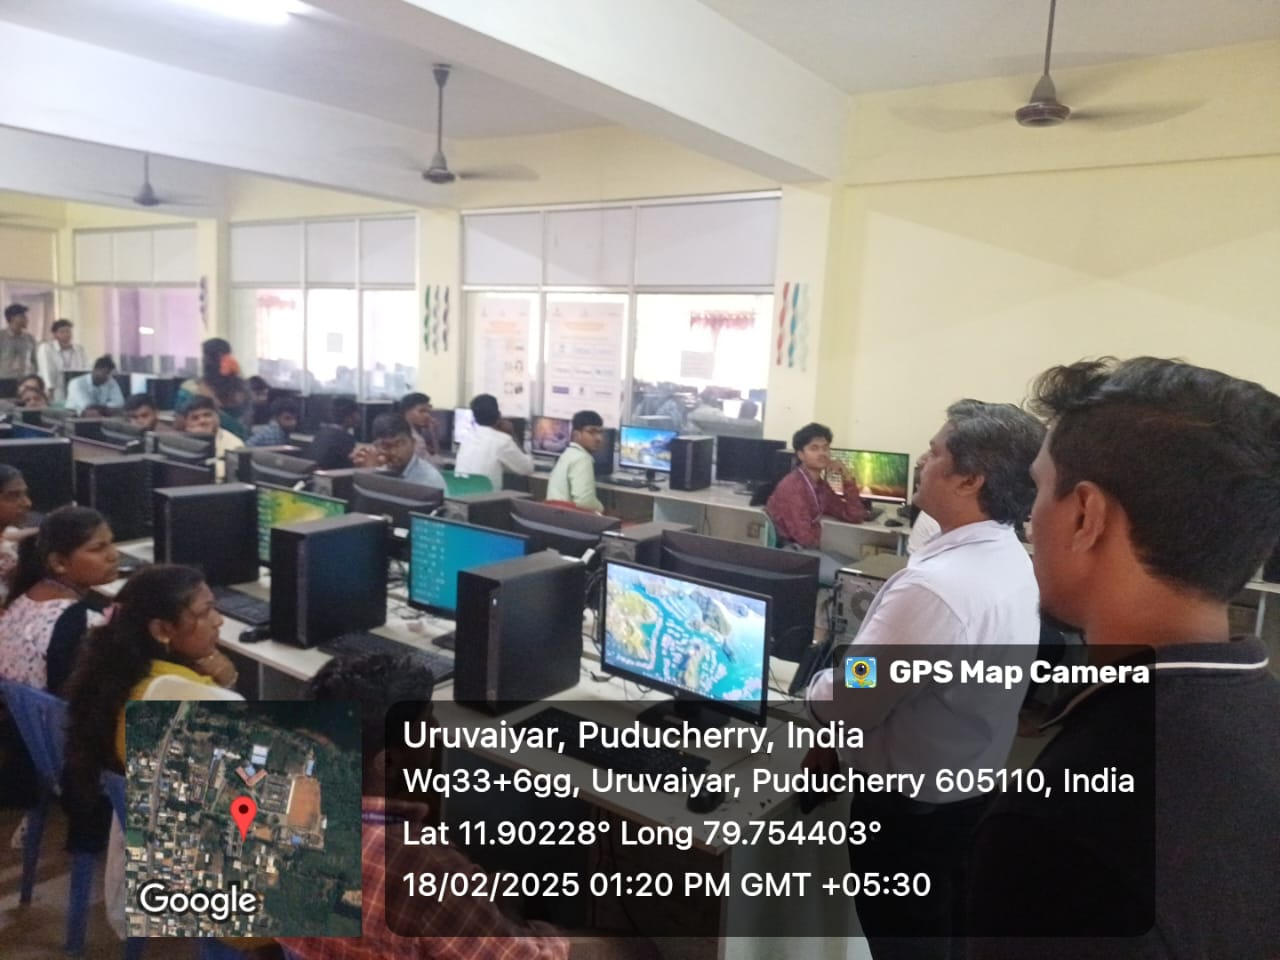 GPS Map Camera
Uruvaiyar, Puducherry, India
Wq33+6gg, Uruvaiyar, Puducherry 605110, India
Lat 11.90228° Long 79.754403°
18/02/2025 01:20 PM GMT +05:30
Google